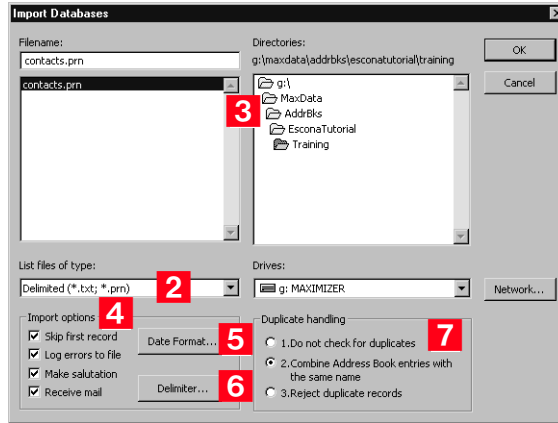 Import Databases
Filename:
contacts.prn
contacts.prn
Directories:
g:\maxdata\addrbks\esconatutorial\training
g:\
MaxData
AddrBks
EsconaTutorial
Training
3
OK
Cancel
List files of type:
Delimited (*.txt; *.prn)
2
Drives:
g: MAXIMIZER
Network...
Import options
4
Skip first record
Log errors to file
Make salutation
Receive mail
Date Format...
5
Delimiter...
6
Duplicate handling
7
1.Do not check for duplicates
2.Combine Address Book entries with
the same name
3.Reject duplicate records